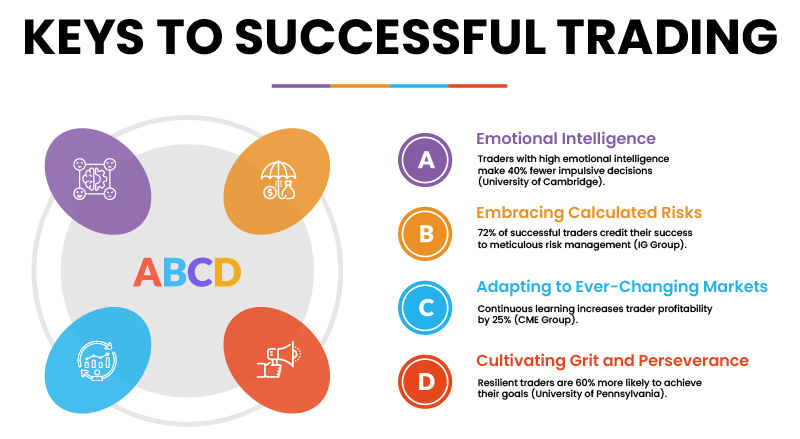 KEYS TO SUCCESSFUL TRADING
ABCD
A
Emotional Intelligence
Traders with high emotional intelligence
make 40% fewer impulsive decisions
(University of Cambridge).
B
Embracing Calculated Risks
72% of successful traders credit their success
to meticulous risk management (IG Group).
C
Adapting to Ever-Changing Markets
Continuous learning increases trader profitability
by 25% (CME Group).
D
Cultivating Grit and Perseverance
Resilient traders are 60% more likely to achieve
their goals (University of Pennsylvania).